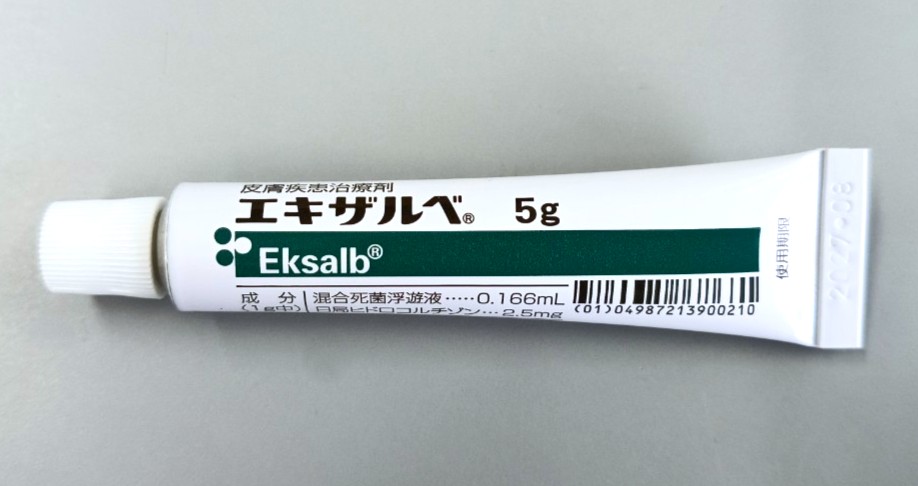 皮膚疾患治療剤
エキザルベ® 5g
Eksalb®
成 分 混合死菌浮遊液‥‥‥0.166mL
(1g中) 日局ヒドロコルチゾン‥‥2.5mg
(01)04987213900210
使用期限